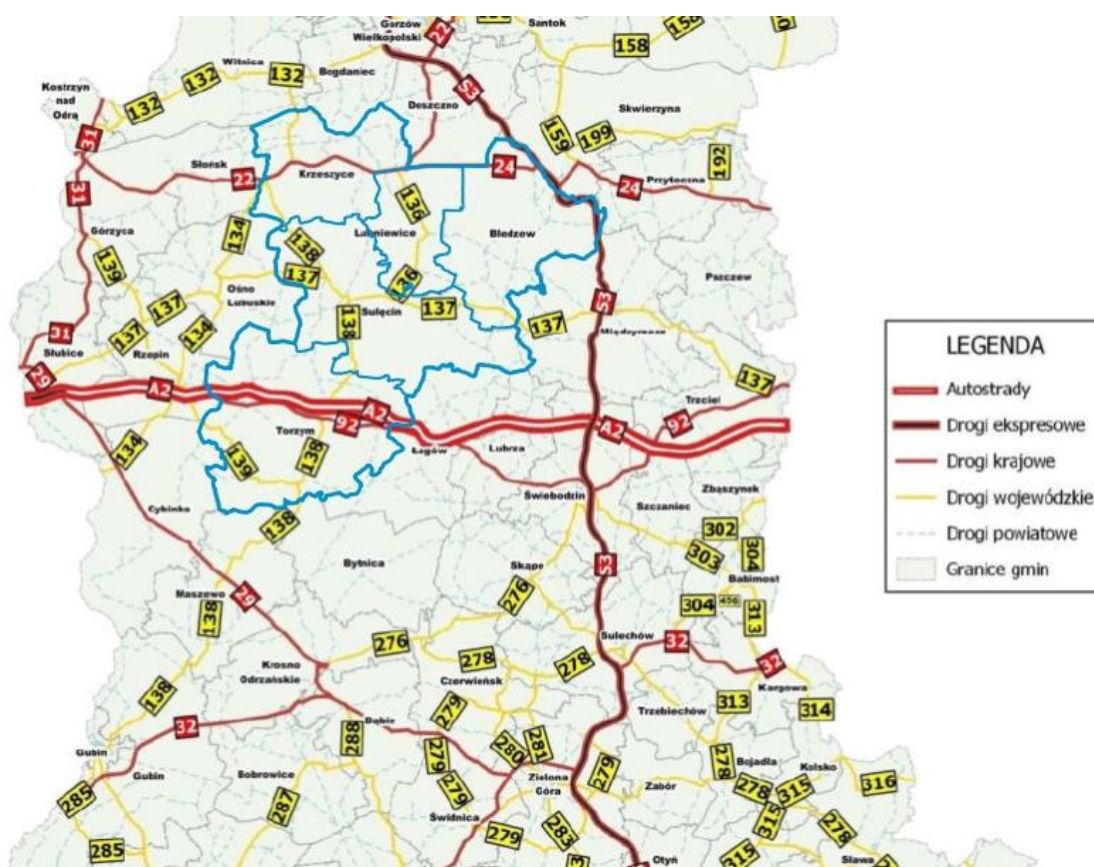 Gorzów
Wielkopolski
22
Santok
158
158
Witnica
132
132
Bogdaniec
S3
Kostrzyn
nad
Odrą
132
Deszczno
Skwierzyna
31
159
199
192
Słońsk
22
Krzeszyce
24
24
Przytoczna
31
136
Górzyca
134
138
Lubniewice
Bledzew
139
137
136
Pszczew
Ośno
Lubuskie
137
Sulęcin
137
S3
31
137
134
138
137
Międzyrzecz
Słubice
Rzepin
29
A2
A2
92
Trzciel
137
92
A2
Torzym
134
139
138
Łagów
Lubrza
Świebodzin
Szczaniec
Zbąszynek
Cybinka
138
302
303
304
Bytnica
Skąpe
S3
Babimost
Maszewo
29
276
304
456
313
138
Sulechów
32
276
278
278
32
Krosno
Odrzańskie
Czerwieńsk
Kargowa
138
279
Trzebiechów
313
314
32
288
Dąbie
Gubin
280
281
278
Bojadła
Kolsko
Gubin
Bobrowice
279
Zielona
Góra
279
Zabór
278
315
316
285
287
279
Świdnica
315
278
285
279
283
Otyń
315
Sława
LEGENDA
Autostrady
Drogi ekspresowe
Drogi krajowe
Drogi wojewódzkie
Drogi powiatowe
Granice gmin